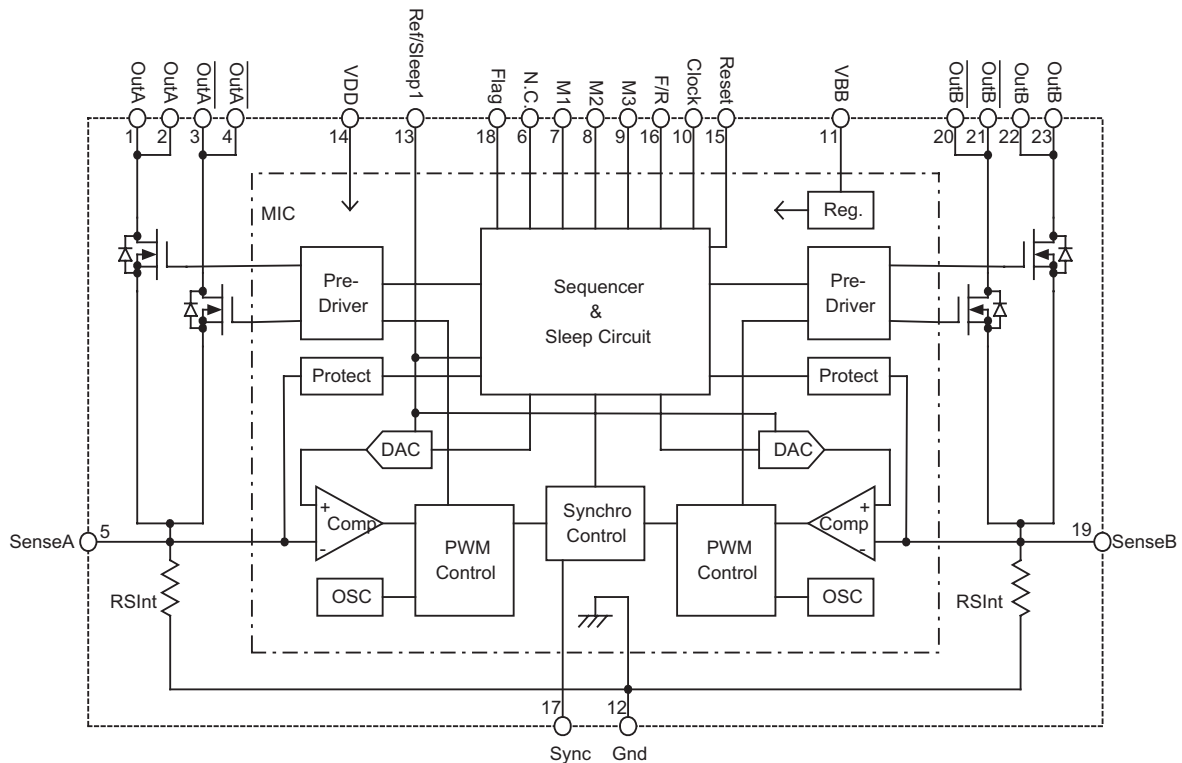 OutA
OutA
OutA
OutA
VDD
Ref/Sleep1
Flag
N.C.
M1
M2
M3
F/R
Clock
Reset
VBB
OutB
OutB
OutB
OutB
1
2
3
4
14
13
18
6
7
8
9
16
10
15
11
20
21
22
23
MIC
Reg.
Pre-
Driver
Sequencer
&
Sleep Circuit
Pre-
Driver
Protect
Protect
DAC
DAC
+
Comp
-
PWM
Control
Synchro
Control
PWM
Control
+
Comp
-
SenseA
5
19
SenseB
RSInt
OSC
OSC
RSInt
17
12
Sync
Gnd